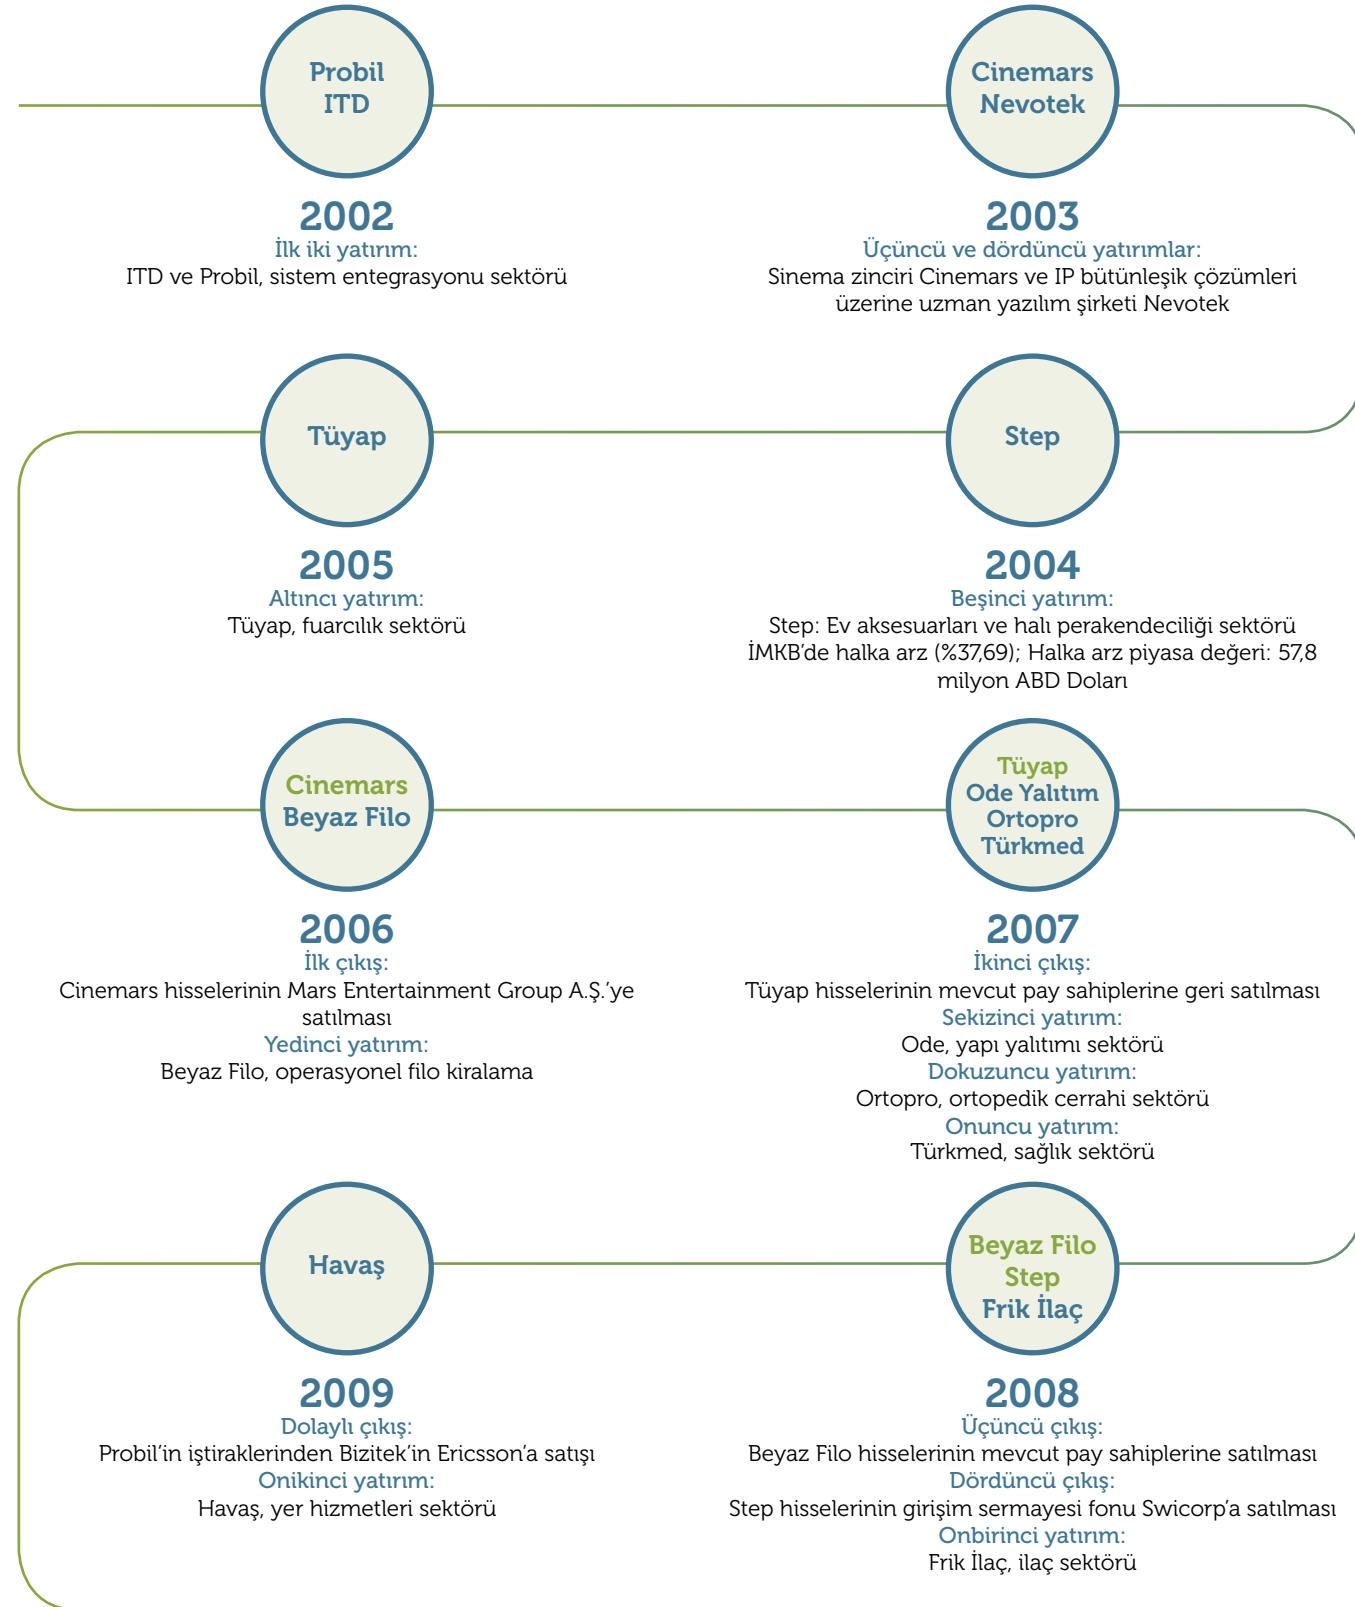 Probil
ITD
2002
İlk iki yatırım:
ITD ve Probil, sistem entegrasyonu sektörü
Cinemars
Nevotek
2003
Üçüncü ve dördüncü yatırımlar:
Sinema zinciri Cinemars ve IP bütünleşik çözümleri
üzerine uzman yazılım şirketi Nevotek
Step
2004
Beşinci yatırım:
Step: Ev aksesuarları ve halı perakendeciliği sektörü
İMKB’de halka arz (%37,69); Halka arz piyasa değeri: 57,8
milyon ABD Doları
Tüyap
2005
Altıncı yatırım:
Tüyap, fuarcılık sektörü
Cinemars
Beyaz Filo
2006
İlk çıkış:
Cinemars hisselerinin Mars Entertainment Group A.Ş.’ye
satılması
Yedinci yatırım:
Beyaz Filo, operasyonel filo kiralama
Tüyap
Ode Yalıtım
Ortopro
Türkmed
2007
İkinci çıkış:
Tüyap hisselerinin mevcut pay sahiplerine geri satılması
Sekizinci yatırım:
Ode, yapı yalıtımı sektörü
Dokuzuncu yatırım:
Ortopro, ortopedik cerrahi sektörü
Onuncu yatırım:
Türkmed, sağlık sektörü
Beyaz Filo
Step
Frik İlaç
2008
Üçüncü çıkış:
Beyaz Filo hisselerinin mevcut pay sahiplerine satılması
Dördüncü çıkış:
Step hisselerinin girişim sermayesi fonu Swicorp’a satılması
Onbirinci yatırım:
Frik İlaç, ilaç sektörü
Havaş
2009
Dolaylı çıkış:
Probil’in iştiraklerinden Bizitek’in Ericsson’a satışı
Onikinci yatırım:
Havaş, yer hizmetleri sektörü